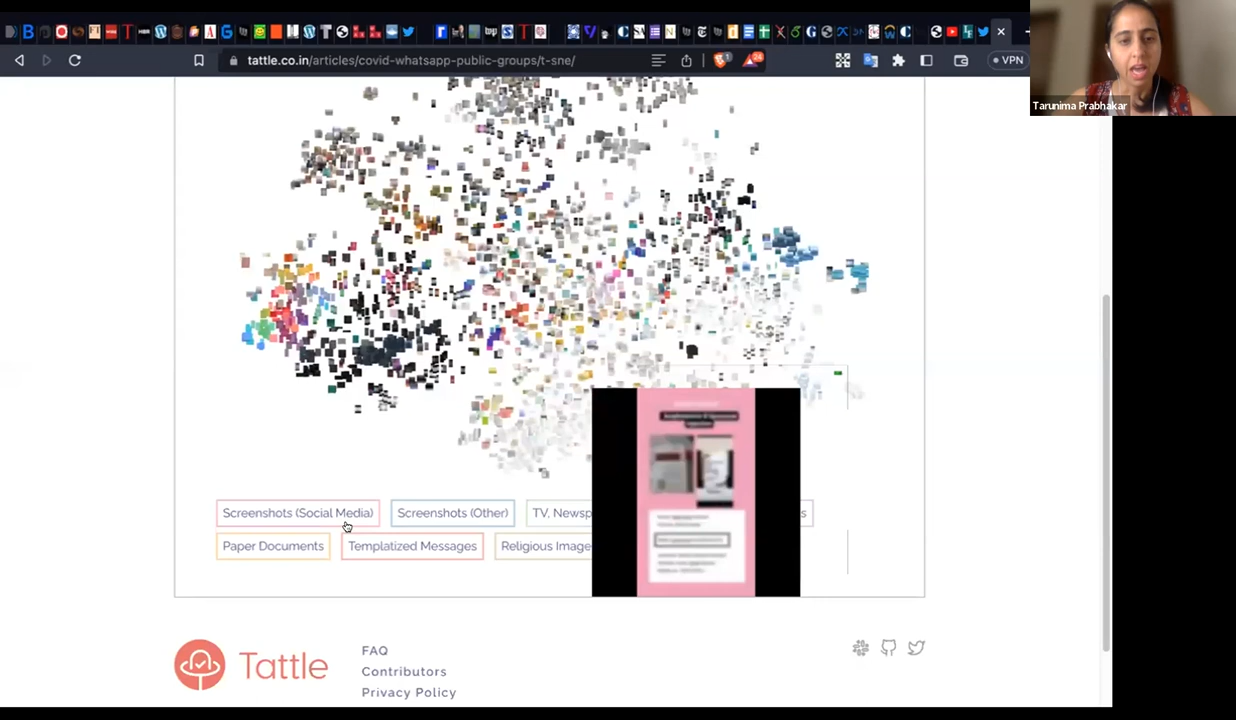 tattle.co.in/articles/covid-whatsapp-public-groups/t-sne/
VPN
Tarunima Prabhakar
Screenshots (Social Media)
Screenshots (Other)
TV, Newsp
s
Paper Documents
Templatized Messages
Religious Image
Tattle
FAQ
Contributors
Privacy Policy